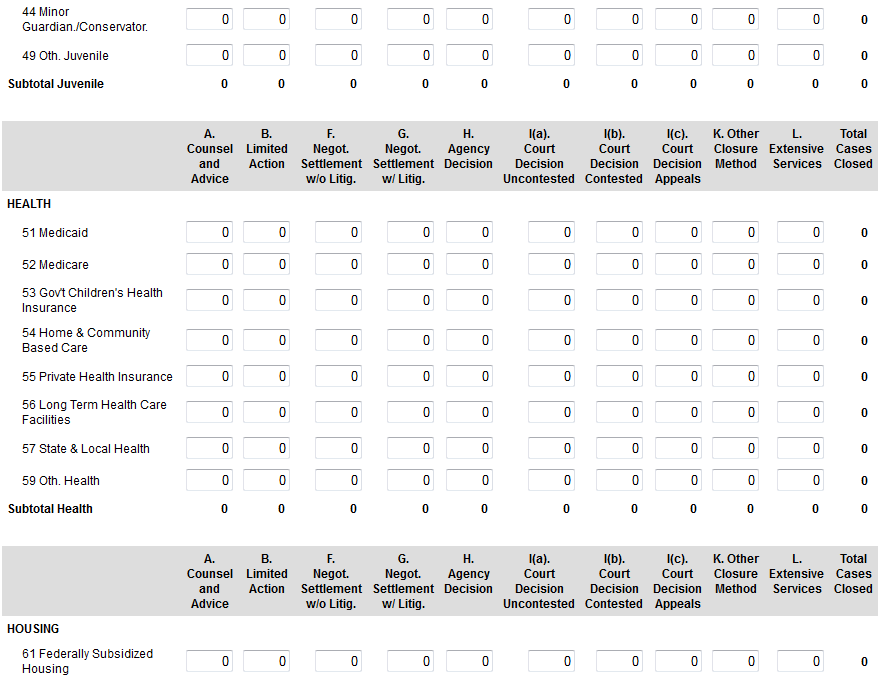 44 Minor
Guardian./Conservator. 0 0 0 0 0 0 0 0 0 0 0
49 Oth. Juvenile 0 0 0 0 0 0 0 0 0 0 0
Subtotal Juvenile 0 0 0 0 0 0 0 0 0 0 0
A. Counsel and Advice
B. Limited Action
F. Negot. Settlement w/o Litig.
G. Negot. Settlement w/ Litig.
H. Agency Decision
I(a). Court Decision Uncontested
I(b). Court Decision Contested
I(c). Court Decision Appeals
K. Other Closure Method
L. Extensive Services
Total Cases Closed
HEALTH
51 Medicaid 0 0 0 0 0 0 0 0 0 0 0
52 Medicare 0 0 0 0 0 0 0 0 0 0 0
53 Gov't Children's Health
Insurance 0 0 0 0 0 0 0 0 0 0 0
54 Home & Community
Based Care 0 0 0 0 0 0 0 0 0 0 0
55 Private Health Insurance 0 0 0 0 0 0 0 0 0 0 0
56 Long Term Health Care
Facilities 0 0 0 0 0 0 0 0 0 0 0
57 State & Local Health 0 0 0 0 0 0 0 0 0 0 0
59 Oth. Health 0 0 0 0 0 0 0 0 0 0 0
Subtotal Health 0 0 0 0 0 0 0 0 0 0 0
A. Counsel and Advice
B. Limited Action
F. Negot. Settlement w/o Litig.
G. Negot. Settlement w/ Litig.
H. Agency Decision
I(a). Court Decision Uncontested
I(b). Court Decision Contested
I(c). Court Decision Appeals
K. Other Closure Method
L. Extensive Services
Total Cases Closed
HOUSING
61 Federally Subsidized
Housing 0 0 0 0 0 0 0 0 0 0 0